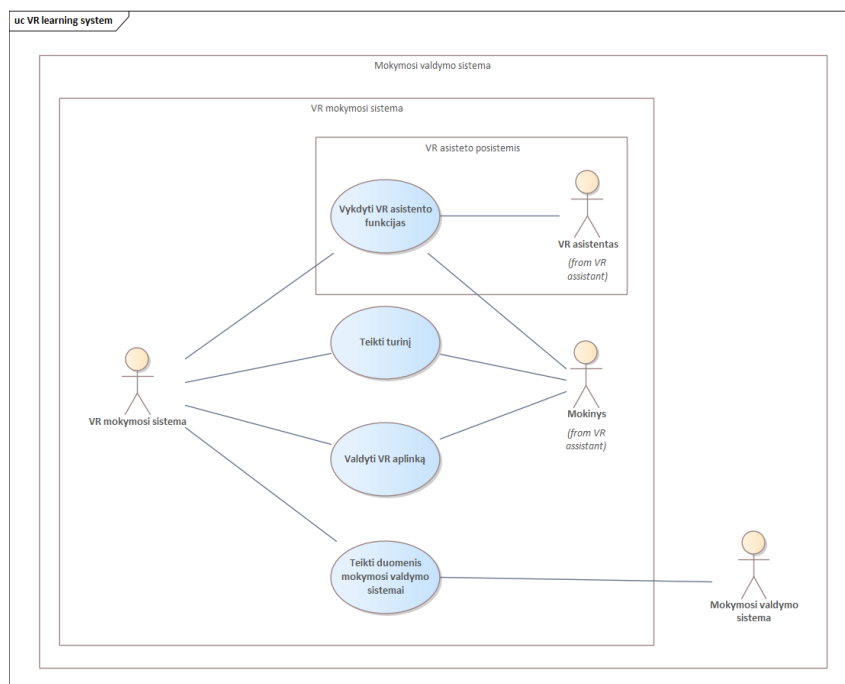 uc VR learning system
Mokymosi valdymo sistema
VR mokymosi sistema
VR asisteto posistemis
Vykdyti VR asistento
funkcijas
VR asistentas
(from VR
assistant)
Teikti turinį
VR mokymosi sistema
Mokinys
(from VR
assistant)
Valdyti VR aplinką
Teikti duomenis
mokymosi valdymo
sistemai
Mokymosi valdymo
sistema